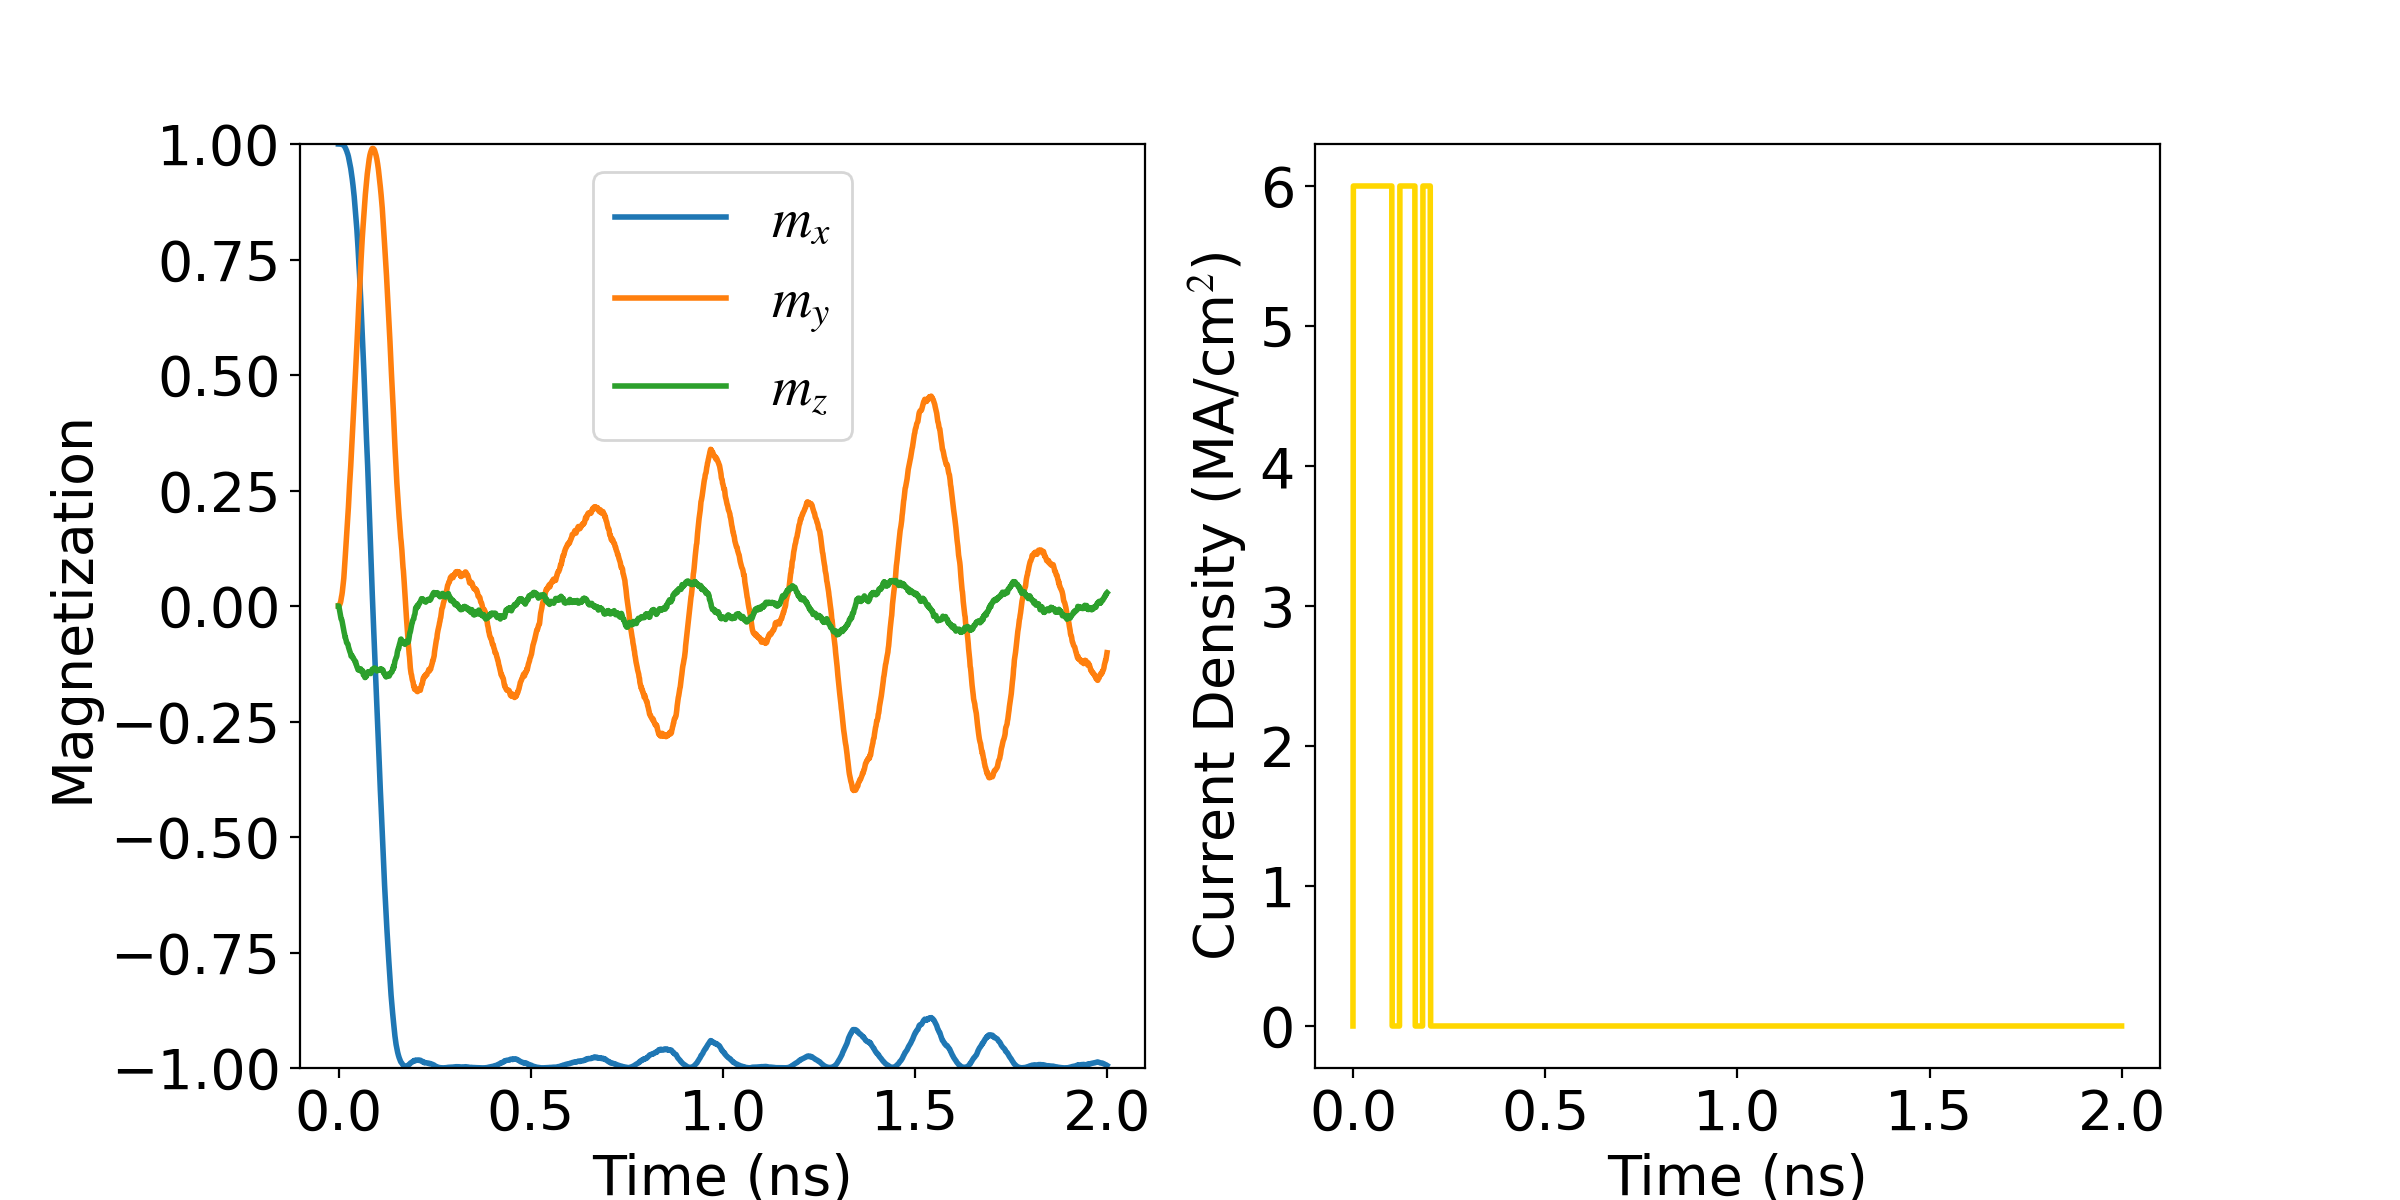 1.00
0.75
0.50
0.25
0.00
−0.25
−0.50
−0.75
−1.00
Magnetization
0.0 0.5 1.0 1.5 2.0
Time (ns)
m_x
m_y
m_z
6
5
4
3
2
1
0
Current Density (MA/cm²)
0.0 0.5 1.0 1.5 2.0
Time (ns)